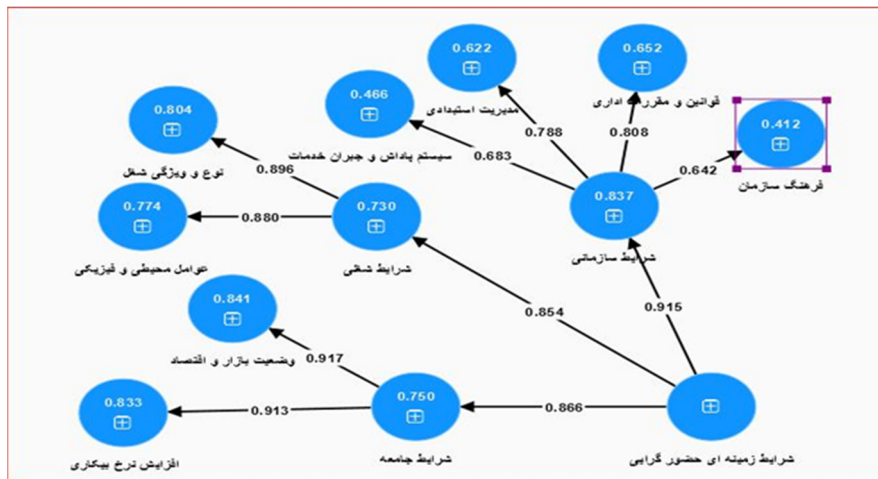 0.622
0.652
مدیریت استبدادی
قوانین و مقررات اداری
0.466
0.412
0.804
سیستم پاداش و جبران خدمات
0.788
0.808
فرهنگ سازمان
نوع و ویژگی شغل
0.896
0.683
0.642
0.774
0.880
0.730
0.837
عوامل محیطی و فیزیکی
شرایط شغلی
شرایط سازمانی
0.841
0.854
0.915
وضعیت بازار و اقتصاد
0.917
0.833
0.913
0.750
0.866
افزایش نرخ بیکاری
شرایط جامعه
شرایط زمینه ای حضور گرایی